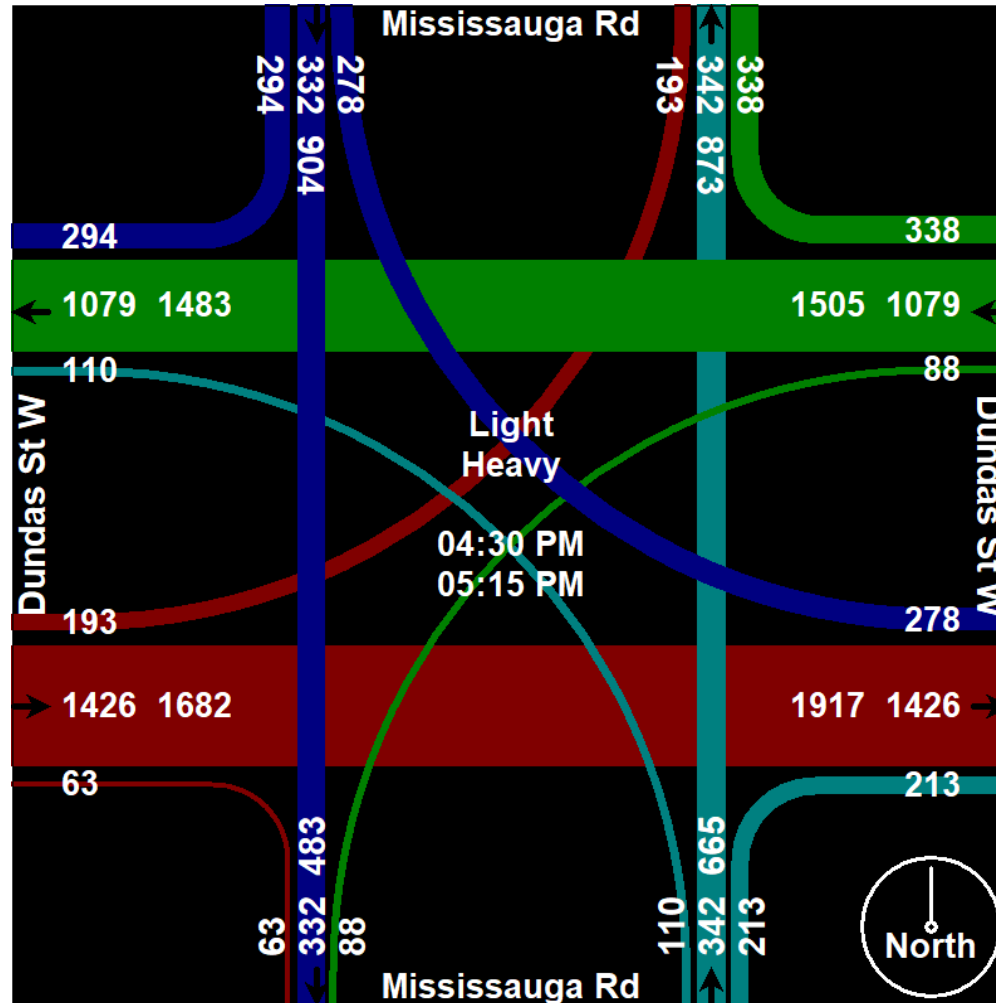 Mississauga Rd
294
332 904
278
193
342 873
338
294
338
1079 1483
1505 1079
110
88
Dundas St W
Light
Heavy
Dundas St W
04:30 PM
05:15 PM
193
278
1426 1682
1917 1426
63
213
63
332 483
88
110
342 665
213
North
Mississauga Rd